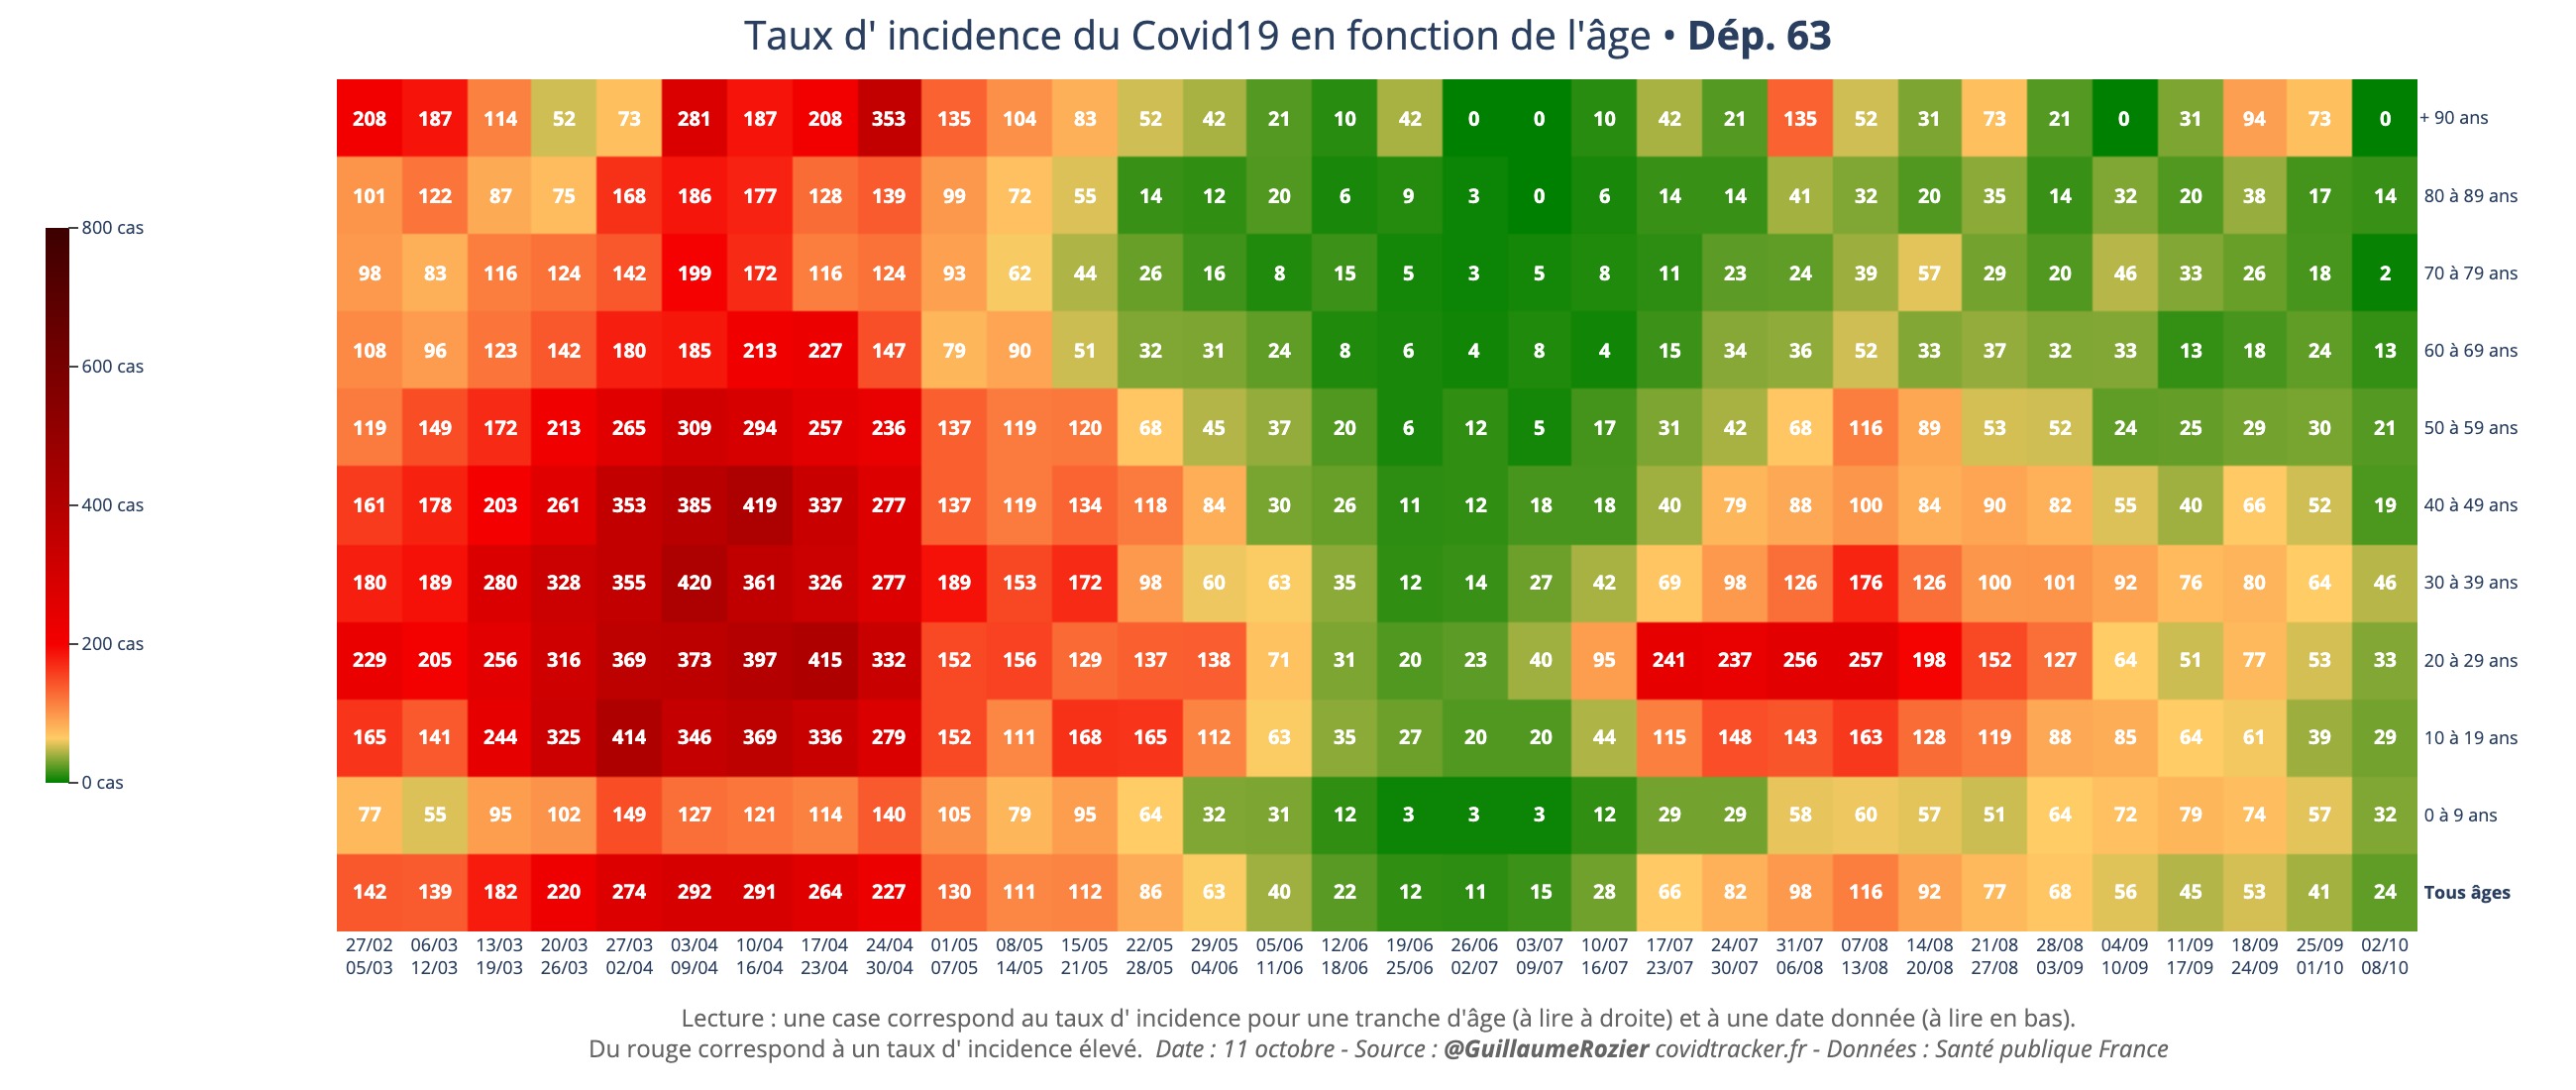 Taux d' incidence du Covid19 en fonction de l'âge • Dép. 63
800 cas
600 cas
400 cas
200 cas
0 cas
208 187 114 52 73 281 187 208 353 135 104 83 52 42 21 10 42 0 0 10 42 21 135 52 31 73 21 0 31 94 73 0 + 90 ans
101 122 87 75 168 186 177 128 139 99 72 55 14 12 20 6 9 3 0 6 14 14 41 32 20 35 14 32 20 38 17 14 80 à 89 ans
98 83 116 124 142 199 172 116 124 93 62 44 26 16 8 15 5 3 5 8 11 23 24 39 57 29 20 46 33 26 18 2 70 à 79 ans
108 96 123 142 180 185 213 227 147 79 90 51 32 31 24 8 6 4 8 4 15 34 36 52 33 37 32 33 13 18 24 13 60 à 69 ans
119 149 172 213 265 309 294 257 236 137 119 120 68 45 37 20 6 12 5 17 31 42 68 116 89 53 52 24 25 29 30 21 50 à 59 ans
161 178 203 261 353 385 419 337 277 137 119 134 118 84 30 26 11 12 18 18 40 79 88 100 84 90 82 55 40 66 52 19 40 à 49 ans
180 189 280 328 355 420 361 326 277 189 153 172 98 60 63 35 12 14 27 42 69 98 126 176 126 100 101 92 76 80 64 46 30 à 39 ans
229 205 256 316 369 373 397 415 332 152 156 129 137 138 71 31 20 23 40 95 241 237 256 257 198 152 127 64 51 77 53 33 20 à 29 ans
165 141 244 325 414 346 369 336 279 152 111 168 165 112 63 35 27 20 20 44 115 148 143 163 128 119 88 85 64 61 39 29 10 à 19 ans
77 55 95 102 149 127 121 114 140 105 79 95 64 32 31 12 3 3 3 12 29 29 58 60 57 51 64 72 79 74 57 32 0 à 9 ans
142 139 182 220 274 292 291 264 227 130 111 112 86 63 40 22 12 11 15 28 66 82 98 116 92 77 68 56 45 53 41 24 Tous âges
27/02 06/03 13/03 20/03 27/03 03/04 10/04 17/04 24/04 01/05 08/05 15/05 22/05 29/05 05/06 12/06 19/06 26/06 03/07 10/07 17/07 24/07 31/07 07/08 14/08 21/08 28/08 04/09 11/09 18/09 25/09 02/10
05/03 12/03 19/03 26/03 02/04 09/04 16/04 23/04 30/04 07/05 14/05 21/05 28/05 04/06 11/06 18/06 25/06 02/07 09/07 16/07 23/07 30/07 06/08 13/08 20/08 27/08 03/09 10/09 17/09 24/09 01/10 08/10
Lecture : une case correspond au taux d' incidence pour une tranche d'âge (à lire à droite) et à une date donnée (à lire en bas).
Du rouge correspond à un taux d' incidence élevé. Date : 11 octobre - Source : @GuillaumeRozier covidtracker.fr - Données : Santé publique France